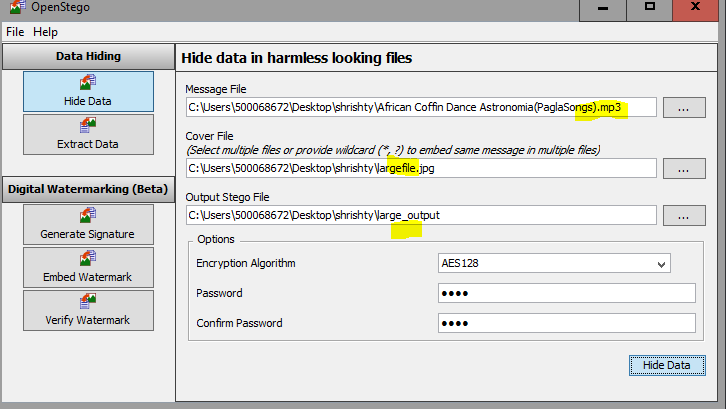 OpenStego
File Help
Data Hiding
Hide Data
Extract Data
Digital Watermarking (Beta)
Generate Signature
Embed Watermark
Verify Watermark
Hide data in harmless looking files
Message File
C:\Users\500068672\Desktop\shrishty\African Coffin Dance Astronomia(PaglaSongs).mp3
...
Cover File
(Select multiple files or provide wildcard (*, ?) to embed same message in multiple files)
C:\Users\500068672\Desktop\shrishty\largefile.jpg
...
Output Stego File
C:\Users\500068672\Desktop\shrishty\large_output
...
Options
Encryption Algorithm AES128
Password ●●●●
Confirm Password ●●●●
Hide Data